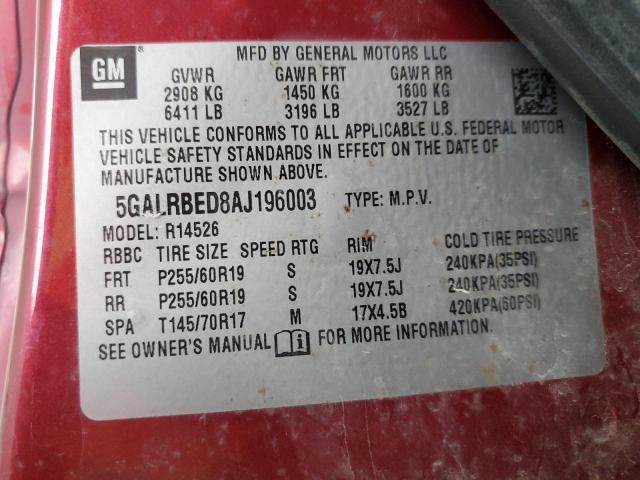 GM
MFD BY GENERAL MOTORS LLC
GVWR GAWR FRT GAWR RR
2908 KG 1450 KG 1600 KG
6411 LB 3196 LB 3527 LB
THIS VEHICLE CONFORMS TO ALL APPLICABLE U.S. FEDERAL MOTOR
VEHICLE SAFETY STANDARDS IN EFFECT ON THE DATE OF
MANUFACTURE SHOWN ABOVE.
5GALRBED8AJ196003 TYPE: M.P.V.
MODEL: R14526
RBBC TIRE SIZE SPEED RTG RIM COLD TIRE PRESSURE
FRT P255/60R19 S 19X7.5J 240KPA(35PSI)
RR P255/60R19 S 19X7.5J 240KPA(35PSI)
SPA T145/70R17 M 17X4.5B 420KPA(60PSI)
SEE OWNER'S MANUAL i FOR MORE INFORMATION.